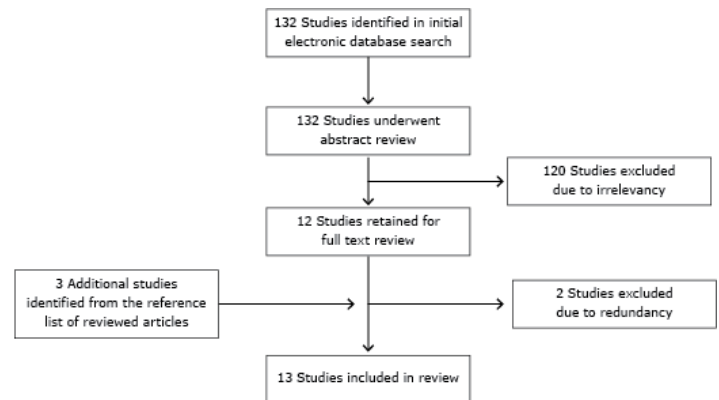 132 Studies identified in initial
electronic database search
132 Studies underwent
abstract review
120 Studies excluded
due to irrelevancy
12 Studies retained for
full text review
3 Additional studies
identified from the reference
list of reviewed articles
2 Studies excluded
due to redundancy
13 Studies included in review